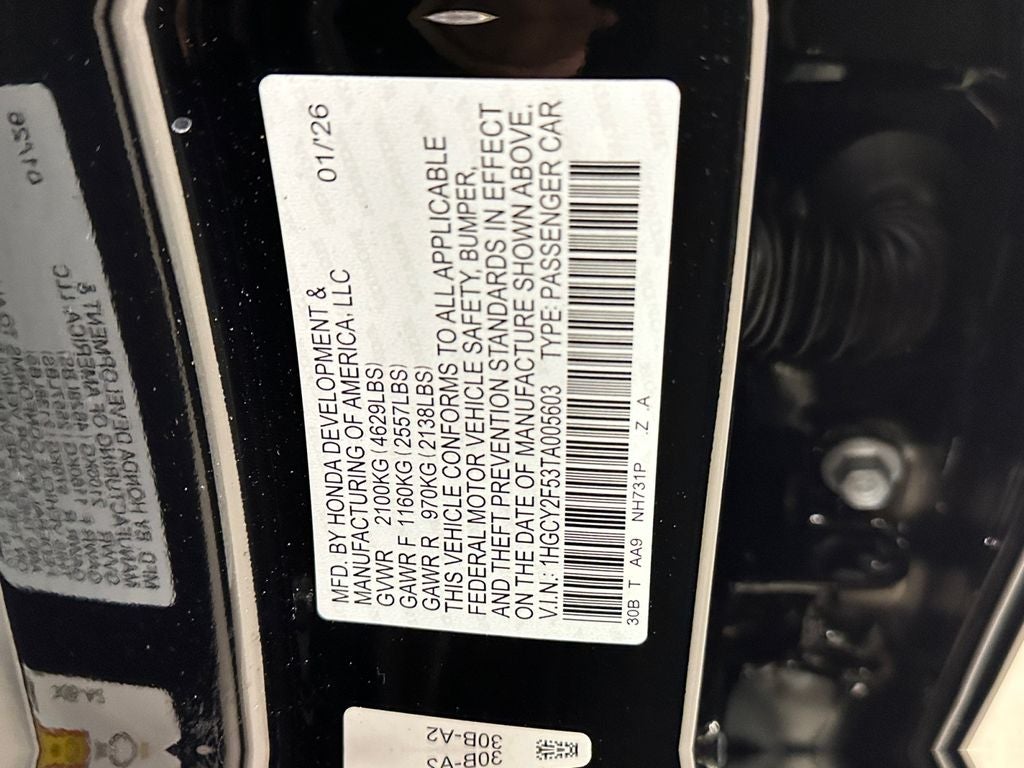 MFD. BY HONDA DEVELOPMENT & 01/'26
MANUFACTURING OF AMERICA, LLC
GVWR 2100KG (4629LBS)
GAWR F 1160KG (2557LBS)
GAWR R 970KG (2138LBS)
THIS VEHICLE CONFORMS TO ALL APPLICABLE
FEDERAL MOTOR VEHICLE SAFETY, BUMPER,
AND THEFT PREVENTION STANDARDS IN EFFECT
ON THE DATE OF MANUFACTURE SHOWN ABOVE.
V.I.N.: 1HGCY2F53TA005603 TYPE: PASSENGER CAR
30B T AA9 NH731P .Z .A
30B-A2